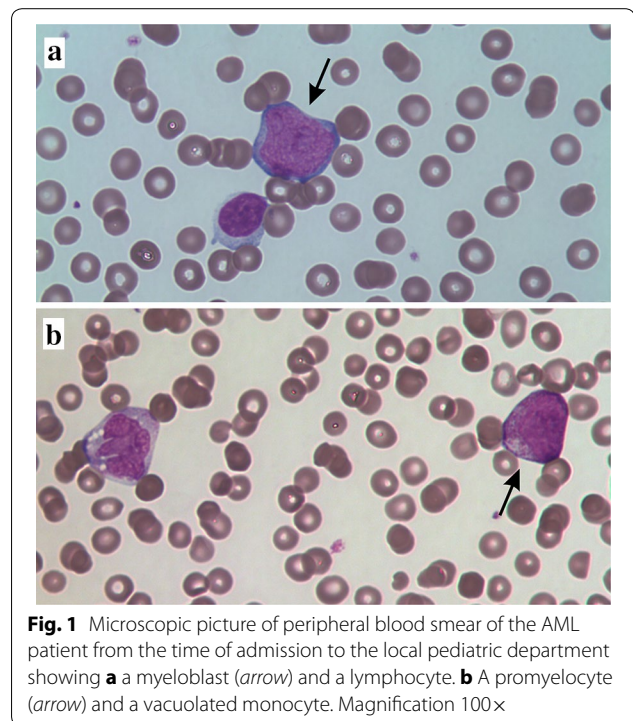 a
b
Fig. 1 Microscopic picture of peripheral blood smear of the AML
patient from the time of admission to the local pediatric department
showing a a myeloblast (arrow) and a lymphocyte. b A promyelocyte
(arrow) and a vacuolated monocyte. Magnification 100×